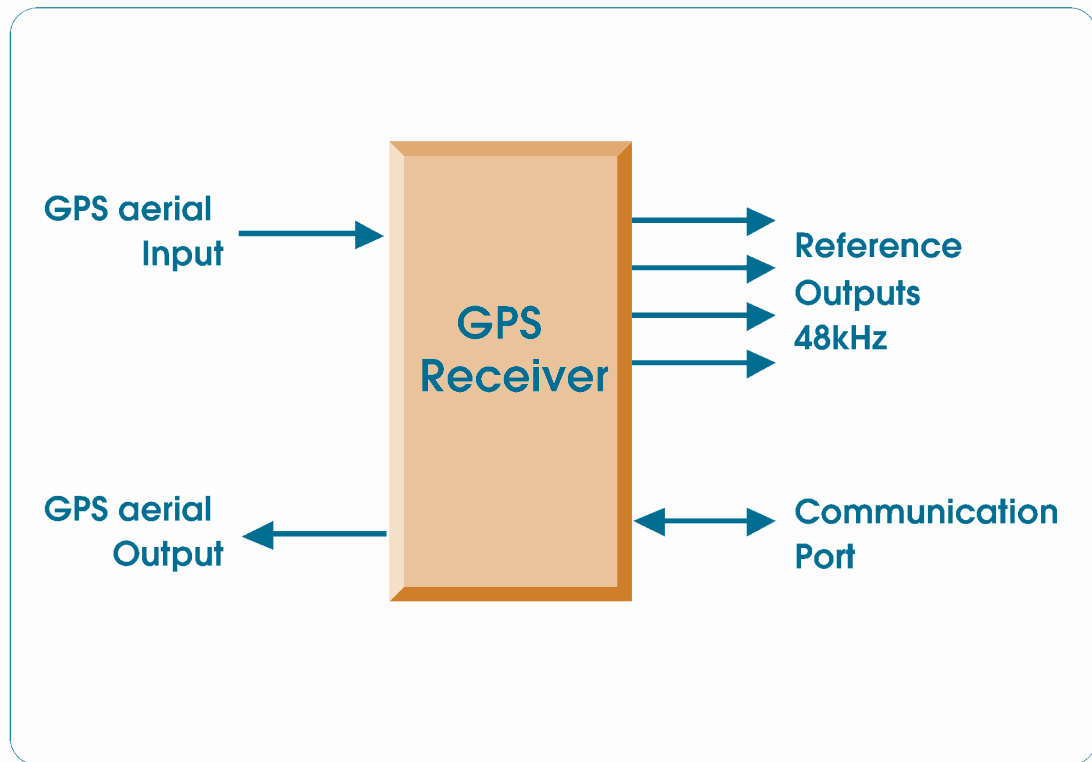 GPS aerial
Input
GPS
Receiver
Reference
Outputs
48kHz
GPS aerial
Output
Communication
Port